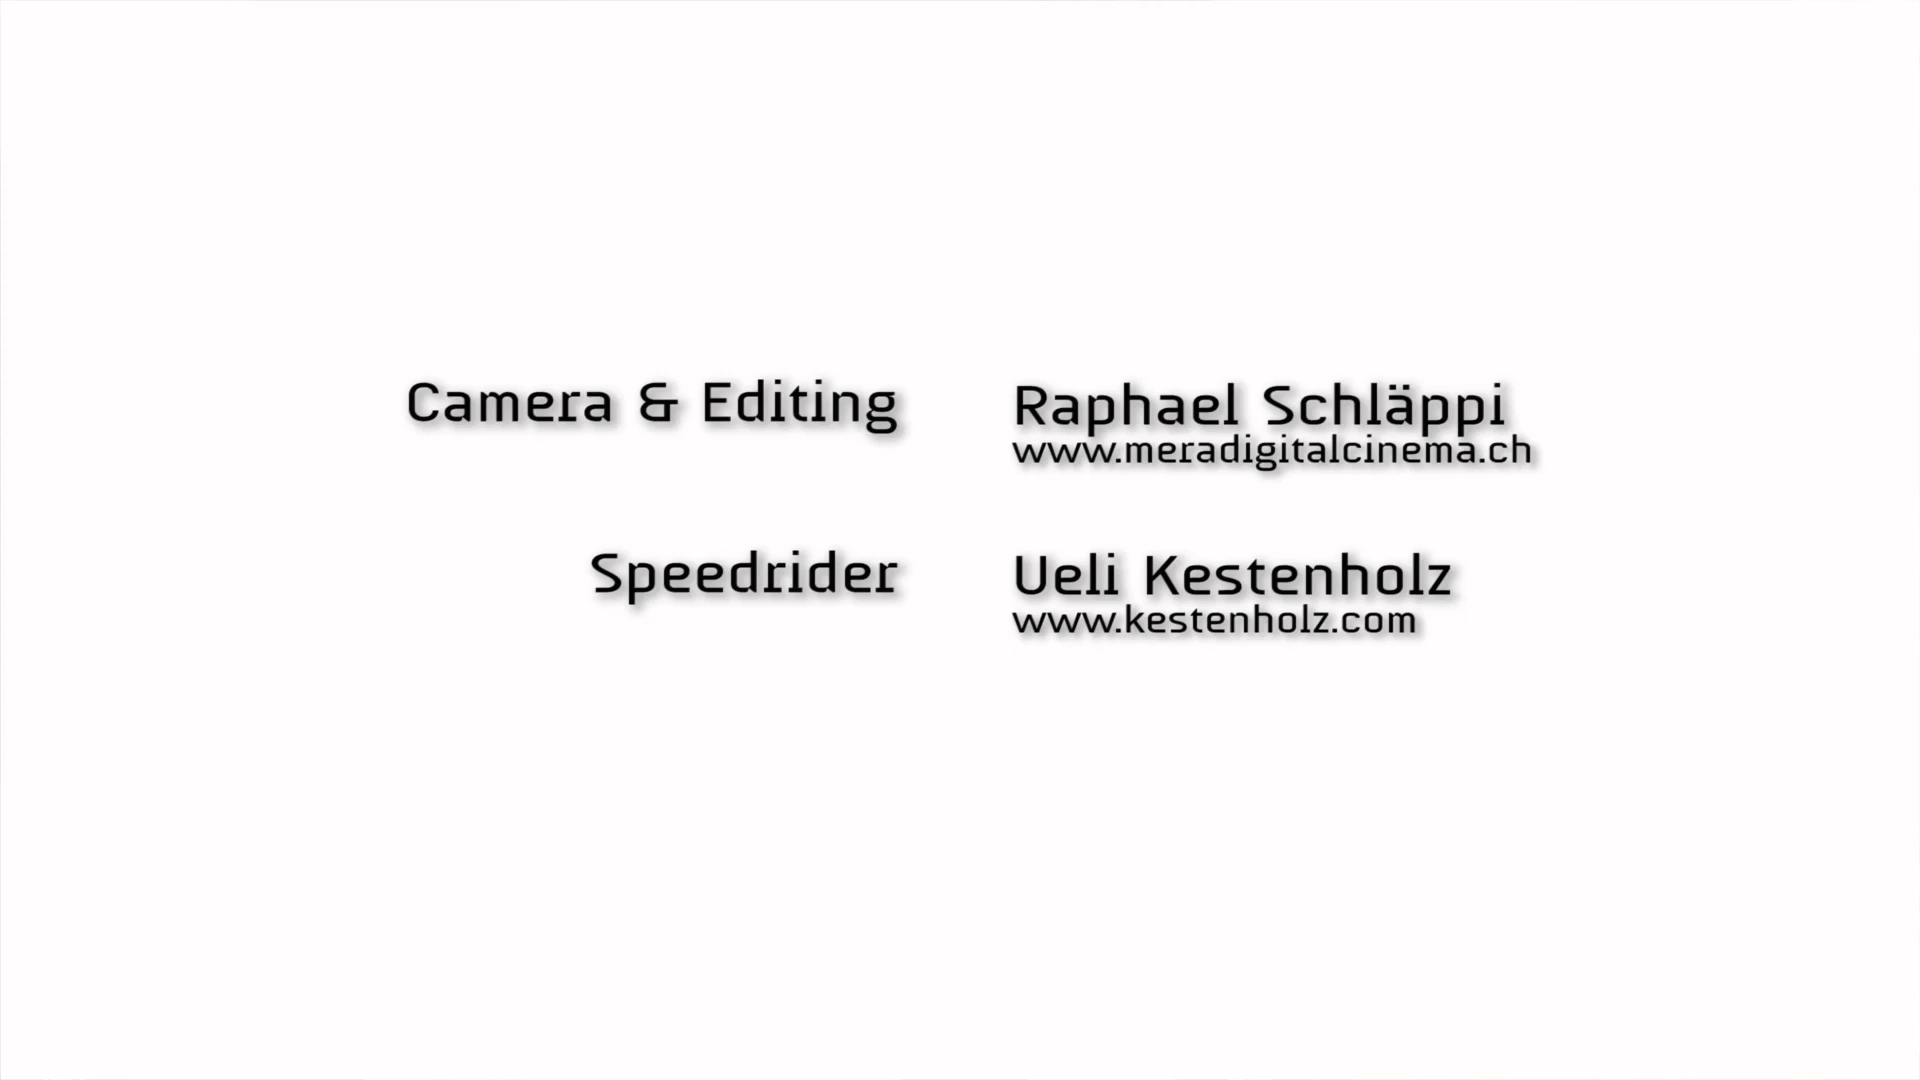 Camera & Editing
Raphael Schläppi
www.meradigitalcinema.ch
Speedrider
Ueli Kestenholz
www.kestenholz.com